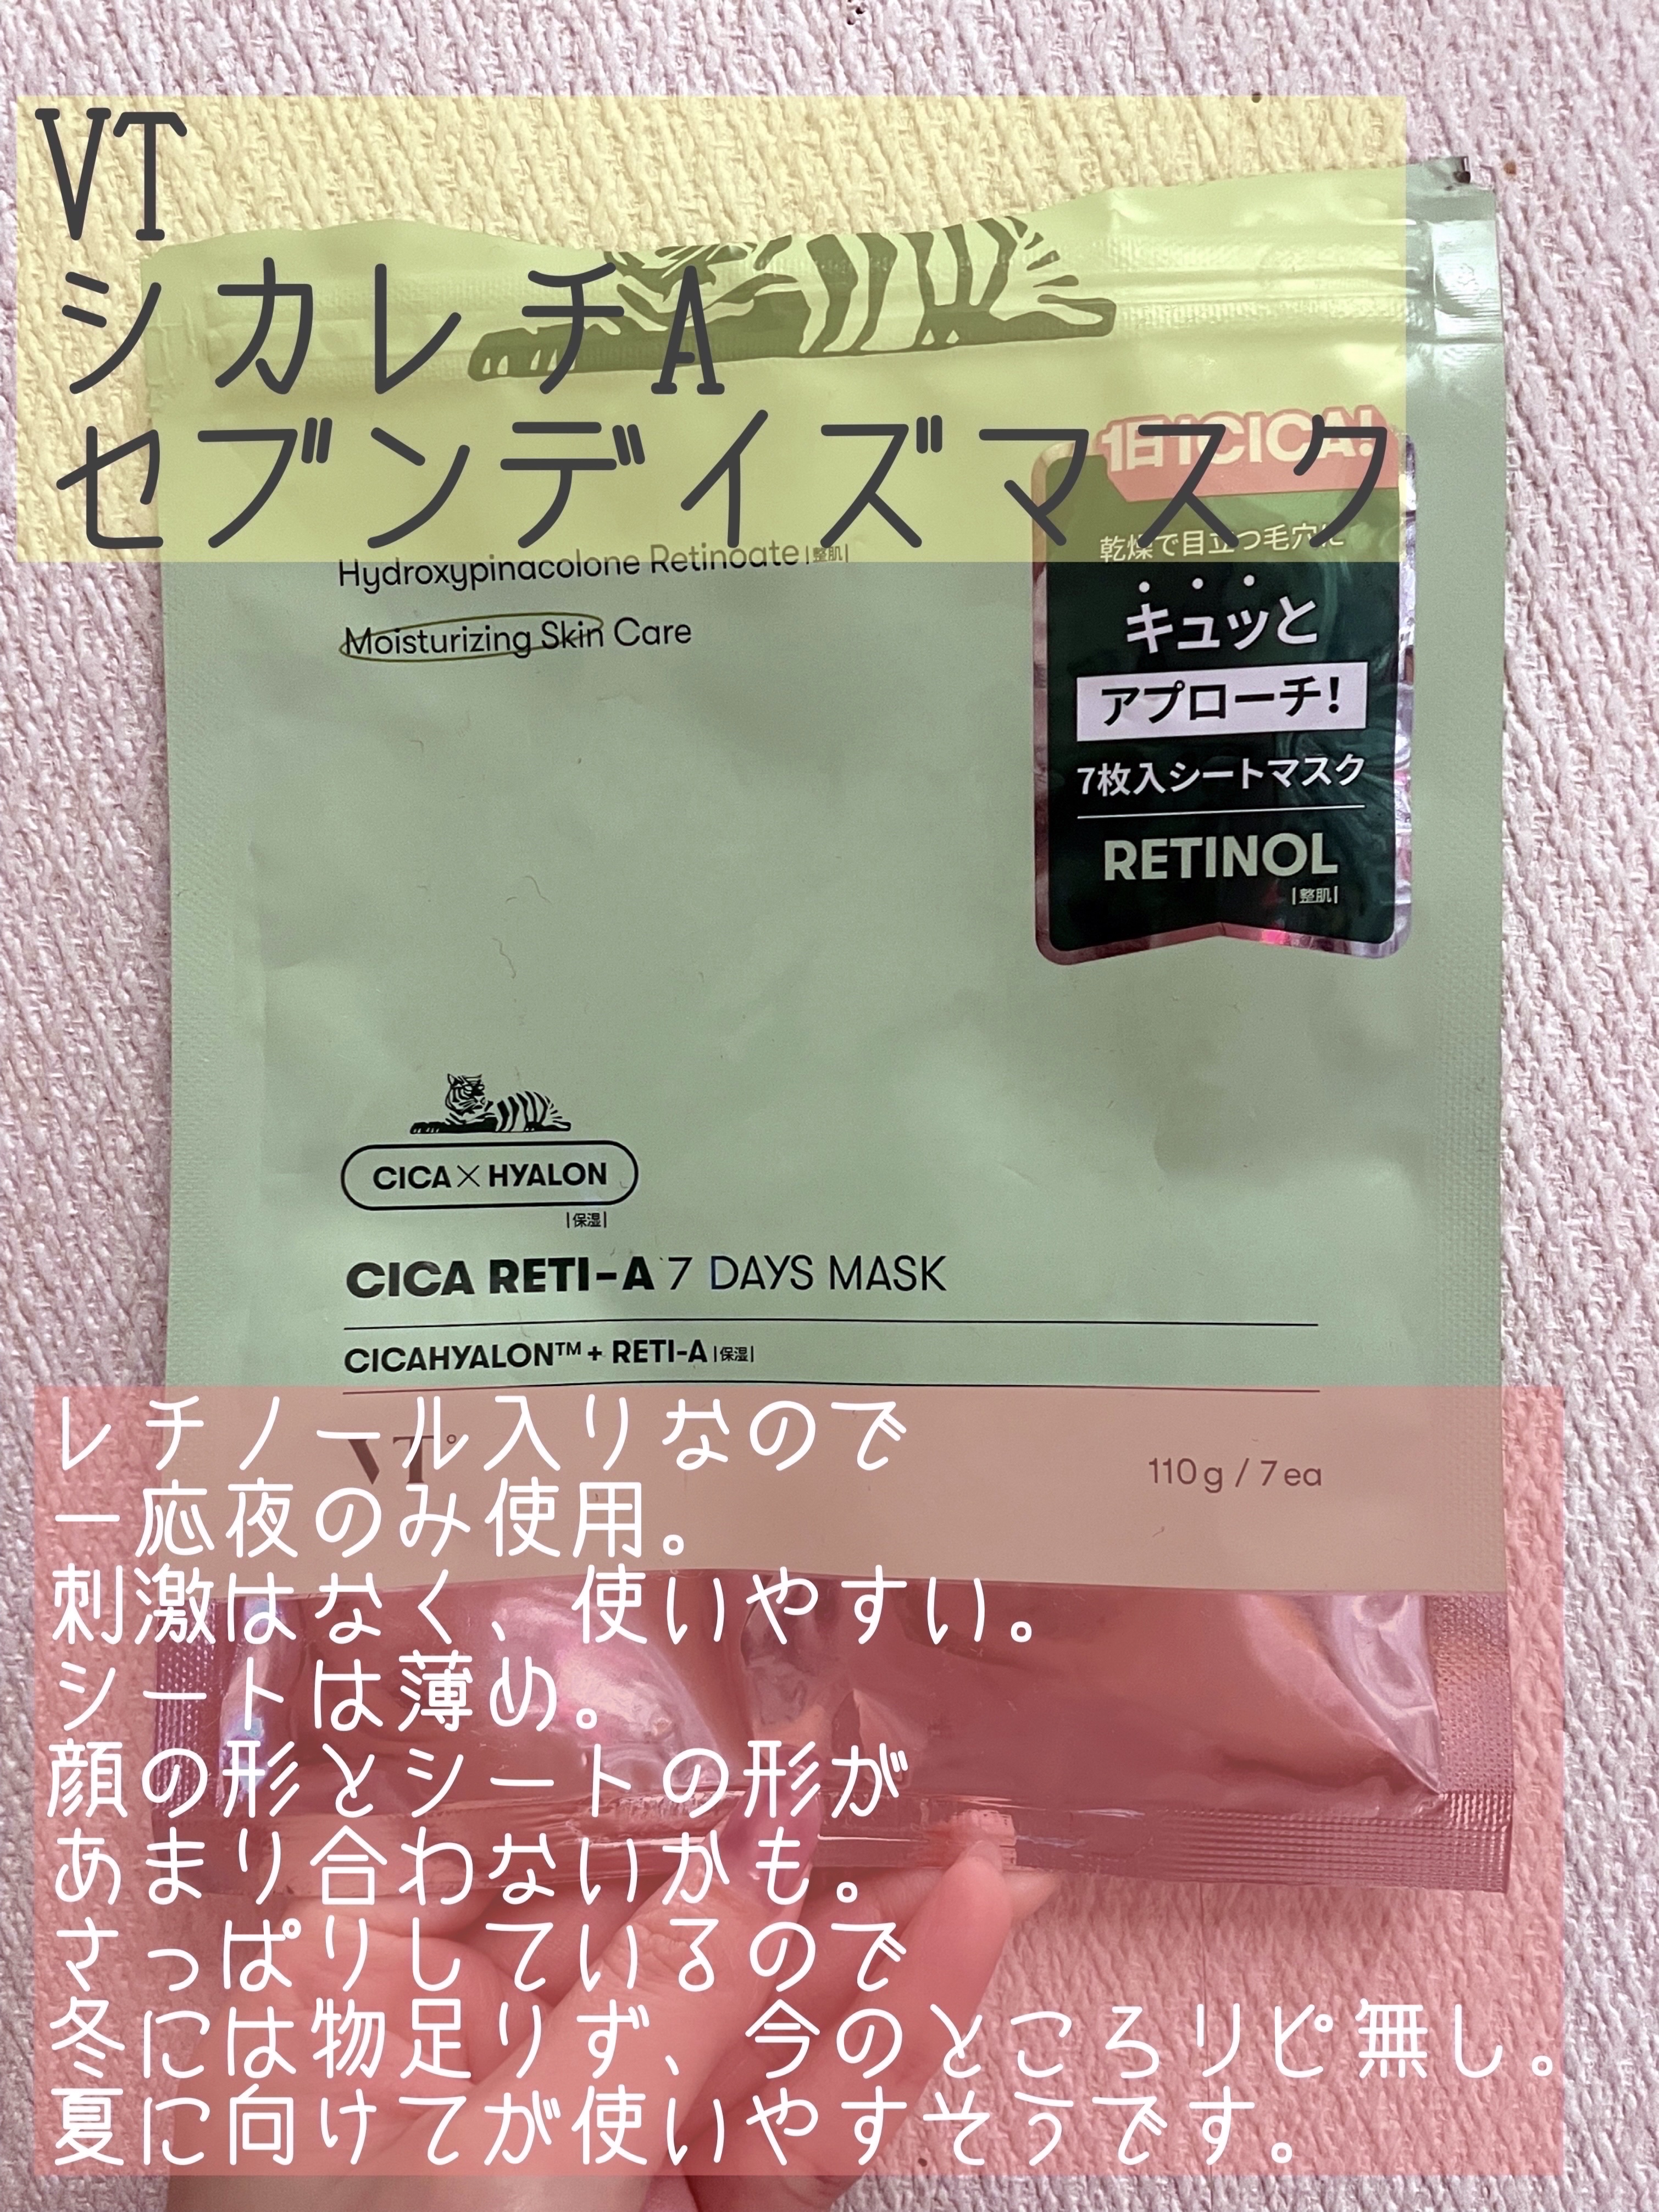 VT
シカレチA
セブンデイズマスク
1日1CICA!
乾燥で目立つ毛穴に
キュッと
アプローチ!
7枚入シートマスク
RETINOL
|整肌|
Hydroxypinacolone Retinoate|整肌|
Moisturizing Skin Care
CICA×HYALON
|保湿|
CICA RETI-A 7 DAYS MASK
CICAHYALON™ + RETI-A|保湿|
VT
110g / 7ea
レチノール入りなので
一応夜のみ使用。
刺激はなく、使いやすい。
シートは薄め。
顔の形とシートの形が
あまり合わないかも。
さっぱりしているので
冬には物足りず、今のところリピ無し。
夏に向けてが使いやすそうです。